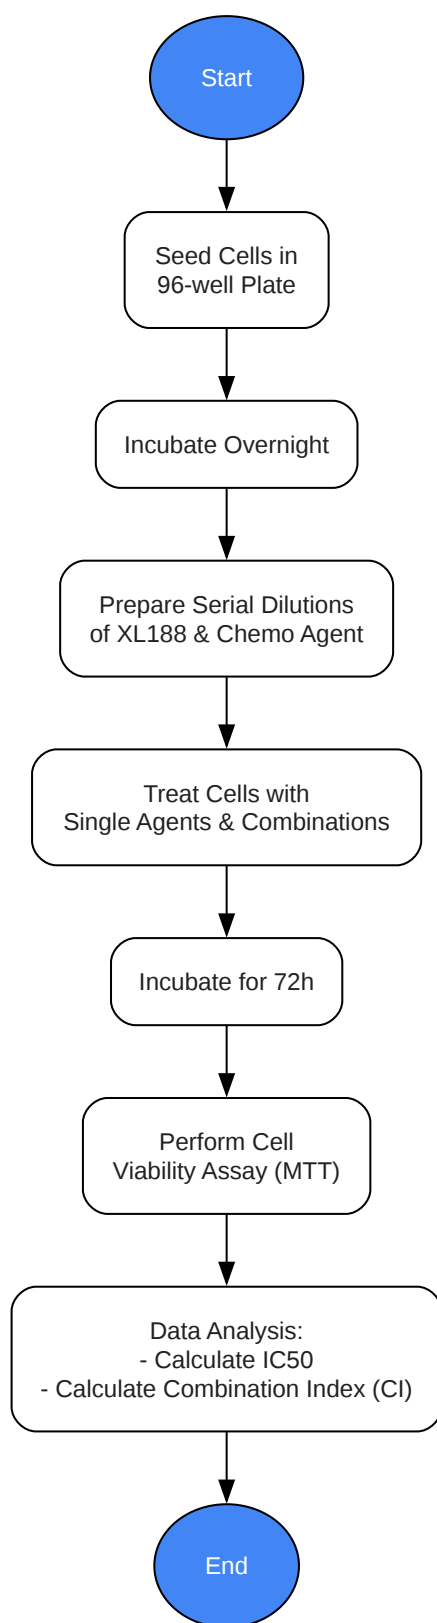 Start
Seed Cells in
96-well Plate
Incubate Overnight
Prepare Serial Dilutions
of XL188 & Chemo Agent
Treat Cells with
Single Agents & Combinations
Incubate for 72h
Perform Cell
Viability Assay (MTT)
Data Analysis:
- Calculate IC50
- Calculate Combination Index (CI)
End